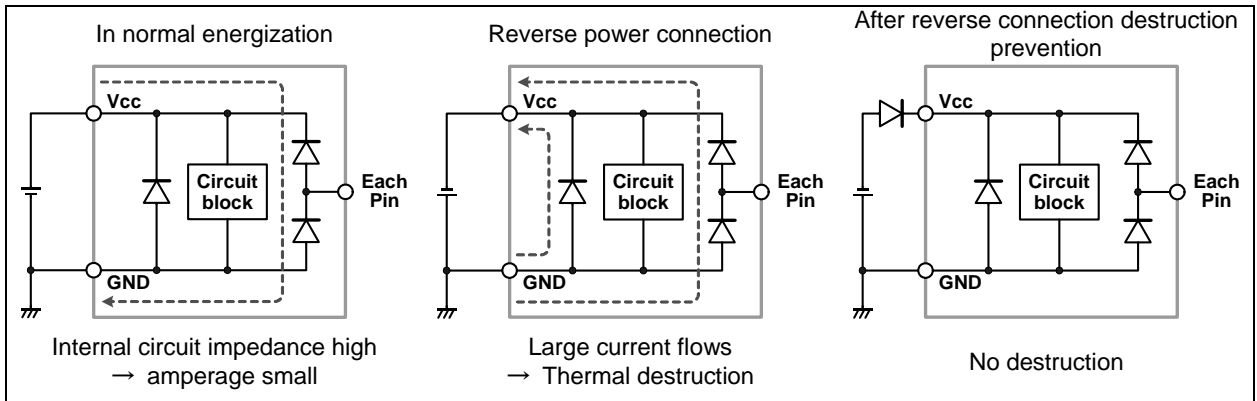 In normal energization
Vcc
Circuit
block
Each
Pin
GND
Internal circuit impedance high
→ amperage small
Reverse power connection
Vcc
Circuit
block
Each
Pin
GND
Large current flows
→ Thermal destruction
After reverse connection destruction
prevention
Vcc
Circuit
block
Each
Pin
GND
No destruction